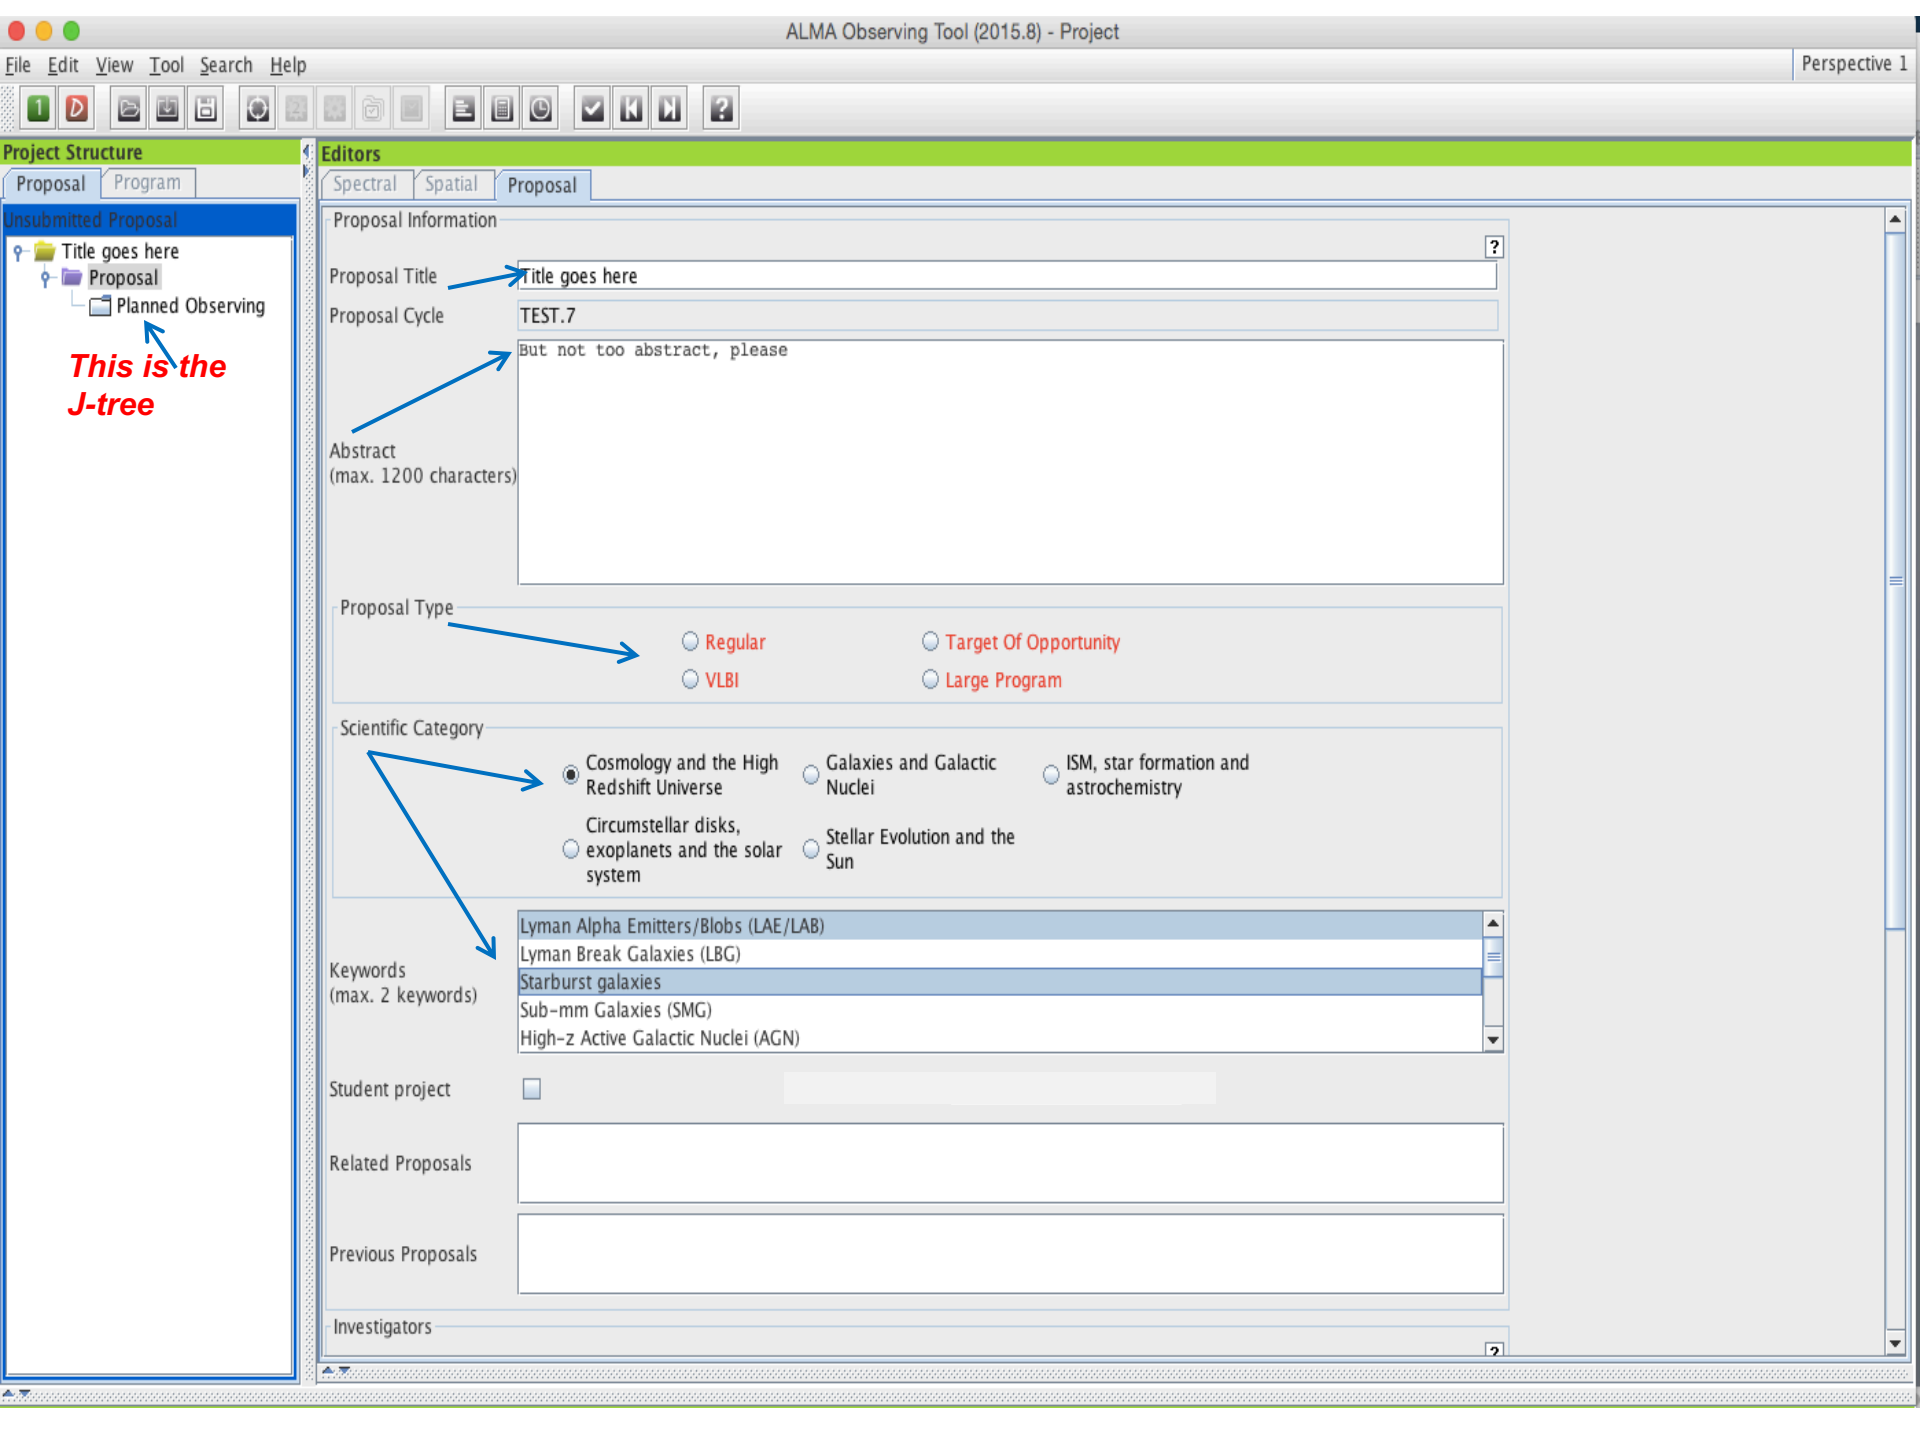 ALMA Observing Tool (2015.8) - Project
File Edit View Tool Search Help
Perspective 1
1 D ?
Project Structure
Editors
Proposal Program
Spectral Spatial Proposal
Unsubmitted Proposal
Title goes here
Proposal
Planned Observing
This is the
J-tree
Proposal Information
?
Proposal Title Title goes here
Proposal Cycle TEST.7
But not too abstract, please
Abstract
(max. 1200 characters)
Proposal Type
Regular Target Of Opportunity
VLBI Large Program
Scientific Category
Cosmology and the High
Redshift Universe
Galaxies and Galactic
Nuclei
ISM, star formation and
astrochemistry
Circumstellar disks,
exoplanets and the solar
system
Stellar Evolution and the
Sun
Keywords
(max. 2 keywords)
Lyman Alpha Emitters/Blobs (LAE/LAB)
Lyman Break Galaxies (LBG)
Starburst galaxies
Sub-mm Galaxies (SMG)
High-z Active Galactic Nuclei (AGN)
Student project
Related Proposals
Previous Proposals
Investigators
?